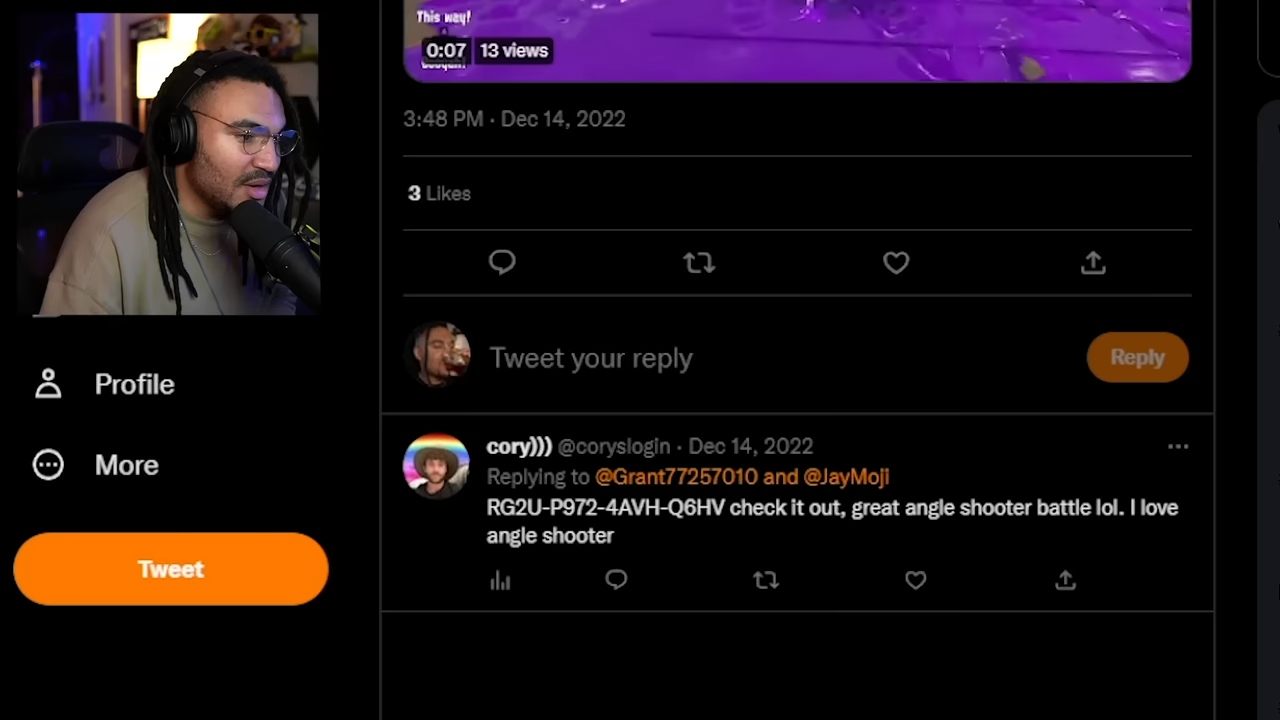 This way!
0:07 13 views
Booyah!
3:48 PM · Dec 14, 2022
3 Likes
Tweet your reply
Reply
Profile
More
Tweet
cory))) @coryslogin · Dec 14, 2022
Replying to @Grant77257010 and @JayMoji
RG2U-P972-4AVH-Q6HV check it out, great angle shooter battle lol. I love
angle shooter